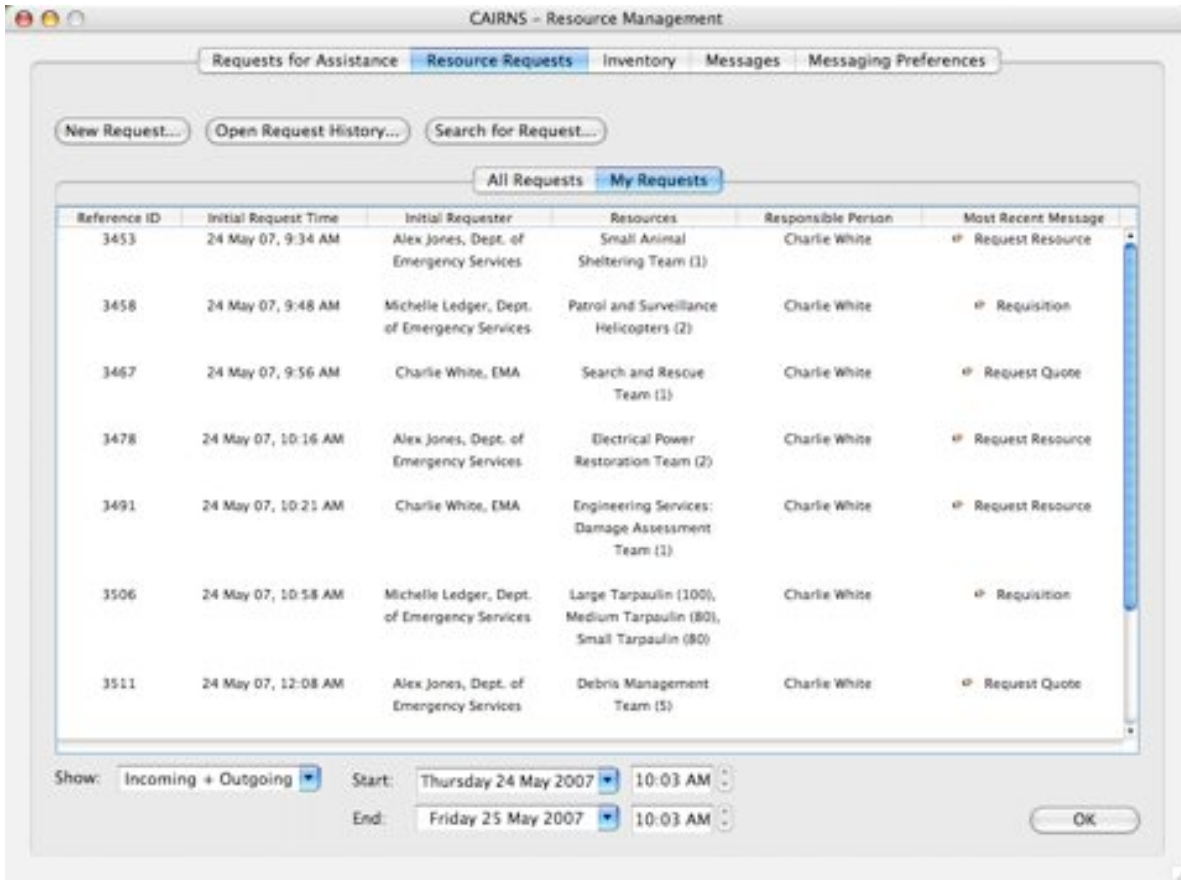 CAIRNS – Resource Management
Requests for Assistance Resource Requests Inventory Messages Messaging Preferences
New Request... Open Request History... Search for Request...
All Requests My Requests
Reference ID Initial Request Time Initial Requester Resources Responsible Person Most Recent Message
3453 24 May 07, 9:34 AM Alex Jones, Dept. of Small Animal Charlie White Request Resource
Emergency Services Sheltering Team (1)
3458 24 May 07, 9:48 AM Michelle Ledger, Dept. Patrol and Surveillance Charlie White Requisition
of Emergency Services Helicopters (2)
3467 24 May 07, 9:56 AM Charlie White, EMA Search and Rescue Charlie White Request Quote
Team (1)
3478 24 May 07, 10:16 AM Alex Jones, Dept. of Electrical Power Charlie White Request Resource
Emergency Services Restoration Team (2)
3491 24 May 07, 10:21 AM Charlie White, EMA Engineering Services: Charlie White Request Resource
Damage Assessment
Team (1)
3506 24 May 07, 10:58 AM Michelle Ledger, Dept. Large Tarpaulin (100), Charlie White Requisition
of Emergency Services Medium Tarpaulin (80),
Small Tarpaulin (80)
3511 24 May 07, 12:08 AM Alex Jones, Dept. of Debris Management Charlie White Request Quote
Emergency Services Team (5)
Show: Incoming + Outgoing Start: Thursday 24 May 2007 10:03 AM
End: Friday 25 May 2007 10:03 AM OK